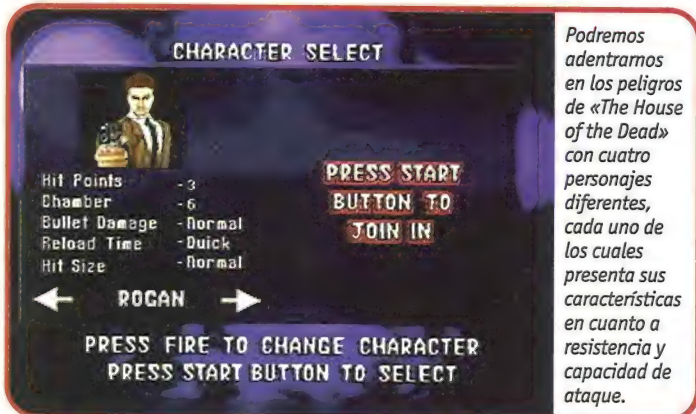 CHARACTER SELECT
Hit Points -3
Chamber -6
Bullet Damage -Normal
Reload Time -Quick
Hit Size -Normal
ROGAN
PRESS START
BUTTON TO
JOIN IN
PRESS FIRE TO CHANGE CHARACTER
PRESS START BUTTON TO SELECT
Podremos
adentrarnos
en los peligros
de «The House
of the Dead»
con cuatro
personajes
diferentes,
cada uno de
los cuales
presenta sus
características
en cuanto a
resistencia y
capacidad de
ataque.